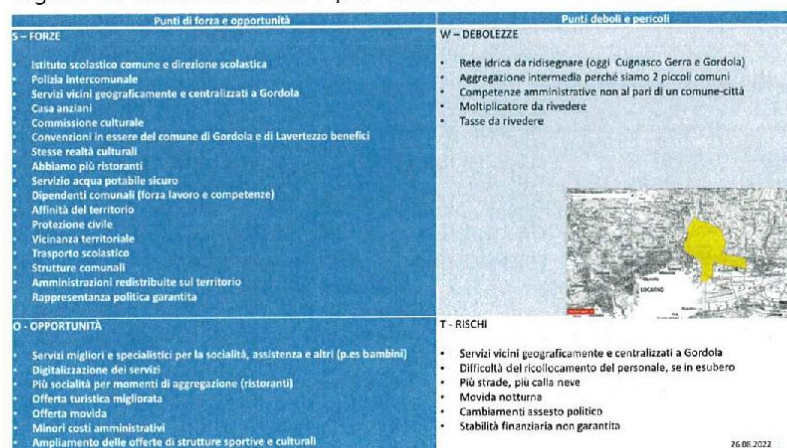 Punti di forza e opportunità
S – FORZE
• Istituto scolastico comune e direzione scolastica
• Polizia Intercomunale
• Servizi vicini geograficamente e centralizzati a Gordola
• Casa anziani
• Commissione culturale
• Convenzioni in essere del comune di Gordola e di Lavertezzo benefici
• Stesse realtà culturali
• Abbiamo più ristoranti
• Servizio acqua potabile sicuro
• Dipendenti comunali (forza lavoro e competenze)
• Affinità del territorio
• Protezione civile
• Vicinanza territoriale
• Trasporto scolastico
• Strutture comunali
• Amministrazioni redistribuite sul territorio
• Rappresentanza politica garantita
Punti deboli e pericoli
W – DEBOLEZZE
• Rete idrica da ridisegnare (oggi Cugnasco Gerra e Gordola)
• Aggregazione intermedia perché siamo 2 piccoli comuni
• Competenze amministrative non al pari di un comune-città
• Moltiplicatore da rivedere
• Tasse da rivedere
LOCARNO
O - OPPORTUNITÀ
• Servizi migliori e specialistici per la socialità, assistenza e altri (p.es bambini)
• Digitalizzazione dei servizi
• Più socialità per momenti di aggregazione (ristoranti)
• Offerta turistica migliorata
• Offerta movida
• Minori costi amministrativi
• Ampliamento delle offerte di strutture sportive e culturali
T - RISCHI
• Servizi vicini geograficamente e centralizzati a Gordola
• Difficoltà del ricollocamento del personale, se in esubero
• Più strade, più calla neve
• Movida notturna
• Cambiamenti assesto politico
• Stabilità finanziaria non garantita
26.08.2022